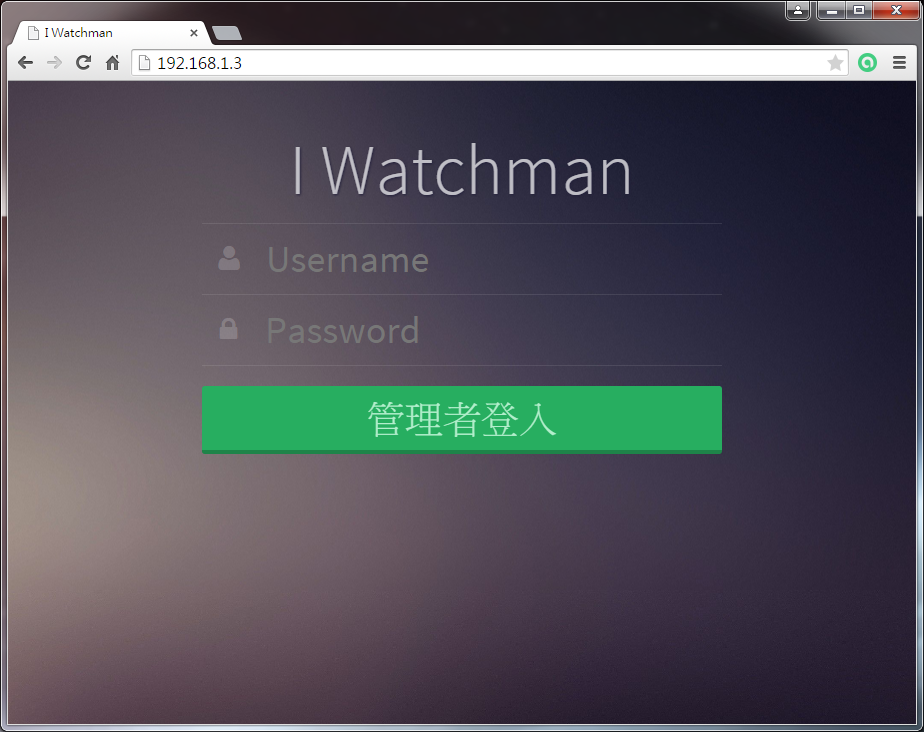 I Watchman
192.168.1.3
I Watchman
Username
Password
管理者登入